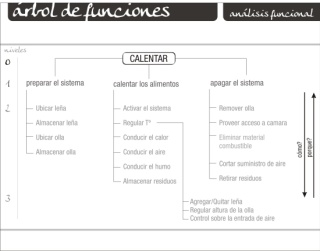 árbol de funciones
análisis funcional
niveles
0
CALENTAR
1
preparar el sistema
calentar los alimentos
apagar el sistema
2
Ubicar leña
Almacenar leña
Ubicar olla
Almacenar olla
Activar el sistema
Regular Tª
Conducir el calor
Conducir el aire
Conducir el humo
Almacenar residuos
Remover olla
Proveer acceso a camara
Eliminar material
combustible
Cortar suministro de aire
Retirar residuos
cómo?
porque?
3
Agregar/Quitar leña
Regular altura de la olla
Control sobre la entrada de aire